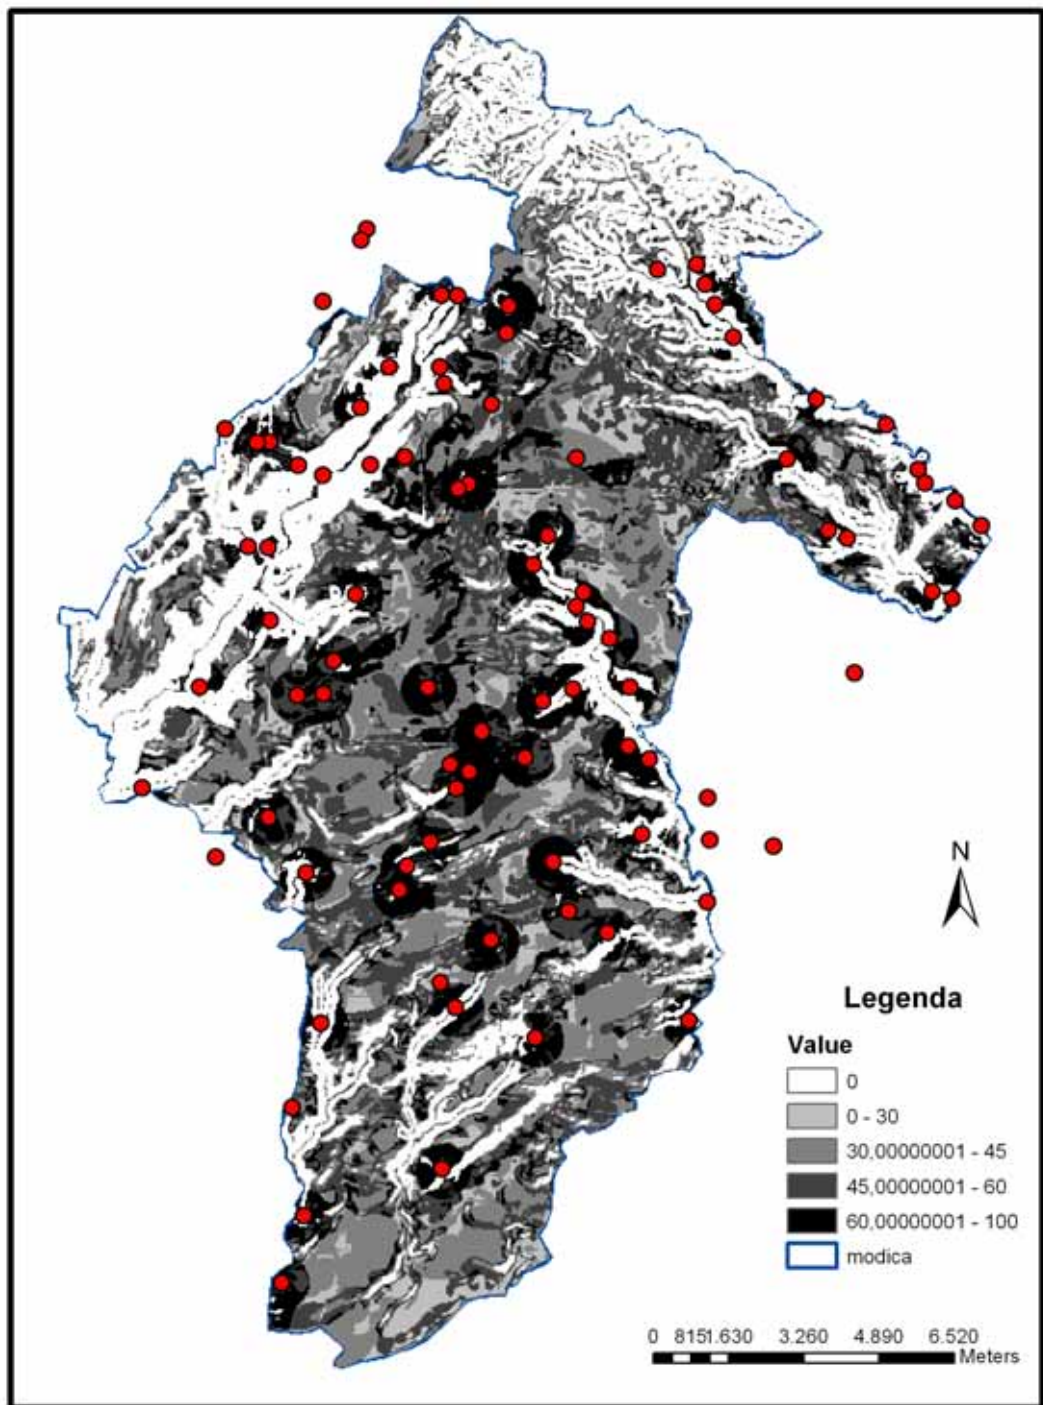 N
Legenda
Value
0
0 - 30
30,00000001 - 45
45,00000001 - 60
60,00000001 - 100
modica
0 8151.630 3.260 4.890 6.520
Meters